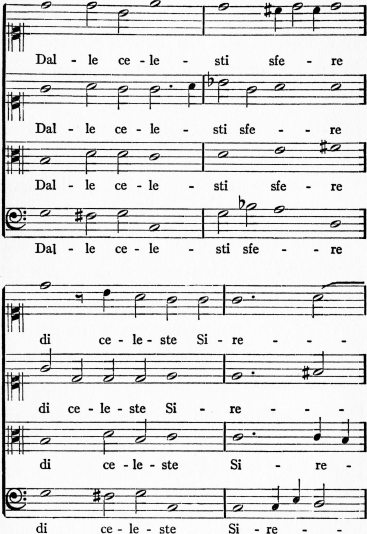 Dal - le ce - le - sti sfe - re
Dal - le ce - le - sti sfe - - re
Dal - le ce - le - sti sfe - re
Dal - le ce - le - sti sfe - - re
di ce - le - ste Si - re - - -
di ce - le - ste Si - re - - -
di ce - le - ste Si - re -
di ce - le - ste Si - re - -